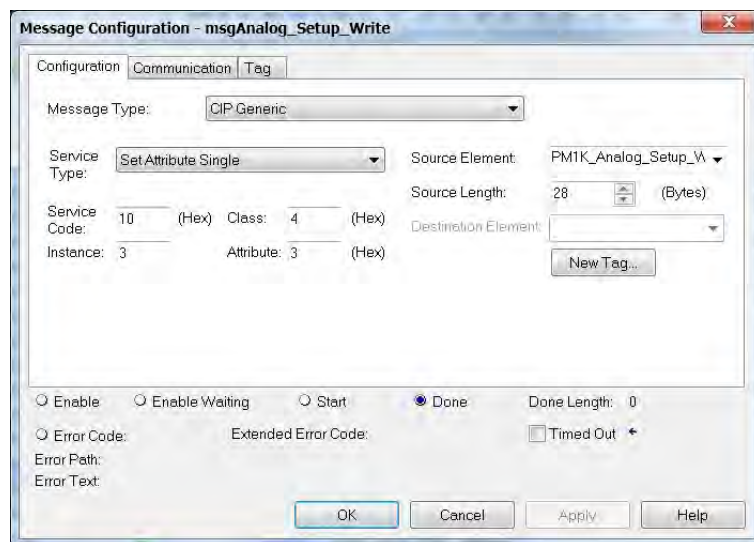 Message Configuration - msgAnalog_Setup_Write
Configuration Communication Tag
Message Type: CIP Generic
Service Type: Set Attribute Single
Source Element: PM1K_Analog_Setup_W
Source Length: 28 (Bytes)
Service Code: 10 (Hex) Class: 4 (Hex)
Destination Element:
Instance: 3 Attribute: 3 (Hex)
New Tag...
Enable Enable Waiting Start Done Done Length: 0
Error Code: Extended Error Code: Timed Out
Error Path:
Error Text:
OK Cancel Apply Help